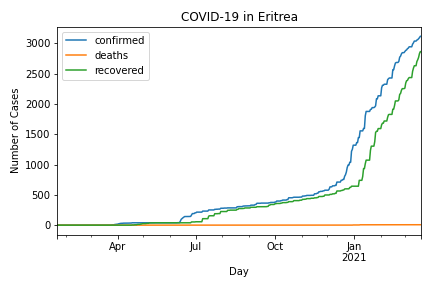 COVID-19 in Eritrea
confirmed
deaths
recovered
Number of Cases
3000
2500
2000
1500
1000
500
0
Apr
Jul
Oct
Jan
2021
Day